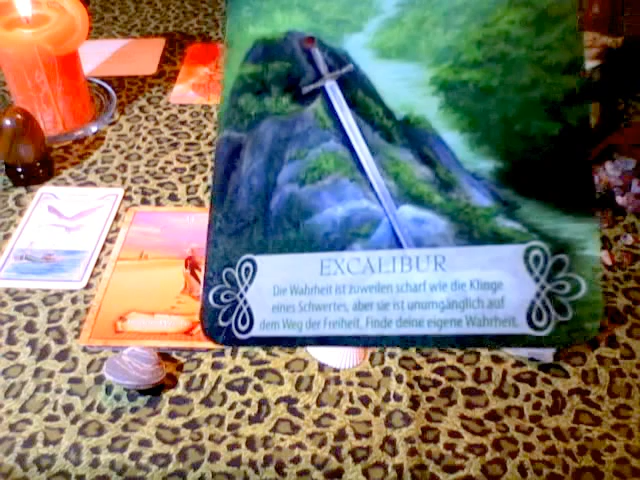 EXCALIBUR
Die Wahrheit ist zuweilen scharf wie die Klinge
eines Schwertes, aber sie ist unumgänglich auf
dem Weg der Freiheit. Finde deine eigene Wahrheit.